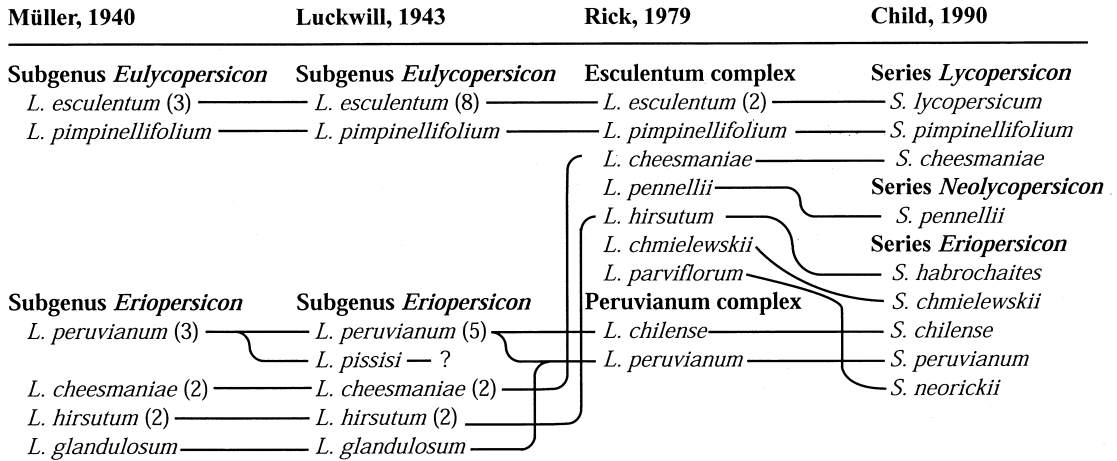 Müller, 1940
Luckwill, 1943
Rick, 1979
Child, 1990
Subgenus Eulycopersicon
L. esculentum (3)
L. pimpinellifolium
Subgenus Eriopersicon
L. peruvianum (3)
L. cheesmaniae (2)
L. hirsutum (2)
L. glandulosum
Subgenus Eulycopersicon
L. esculentum (8)
L. pimpinellifolium
Subgenus Eriopersicon
L. peruvianum (5)
L. pissisi — ?
L. cheesmaniae (2)
L. hirsutum (2)
L. glandulosum
Esculentum complex
L. esculentum (2)
L. pimpinellifolium
L. cheesmaniae
L. pennellii
L. hirsutum
L. chmielewskii
L. parviflorum
Peruvianum complex
L. chilense
L. peruvianum
Series Lycopersicon
S. lycopersicum
S. pimpinellifolium
S. cheesmaniae
Series Neolycopersicon
S. pennellii
Series Eriopersicon
S. habrochaites
S. chmielewskii
S. chilense
S. peruvianum
S. neorickii